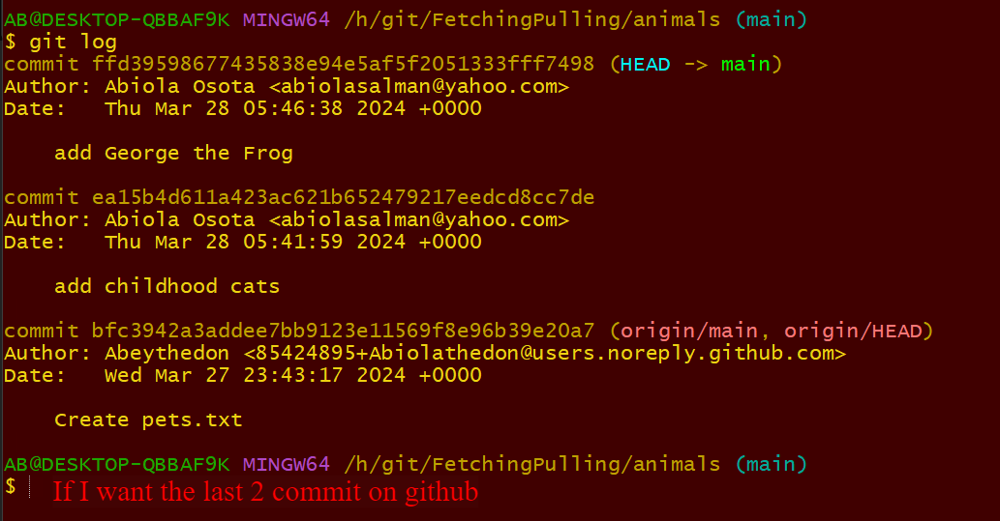 AB@DESKTOP-QBBAF9K MINGW64 /h/git/FetchingPulling/animals (main)
$ git log
commit ffd39598677435838e94e5af5f2051333fff7498 (HEAD -> main)
Author: Abiola Osota <abiolasalman@yahoo.com>
Date:   Thu Mar 28 05:46:38 2024 +0000
    add George the Frog
commit ea15b4d611a423ac621b652479217eedcd8cc7de
Author: Abiola Osota <abiolasalman@yahoo.com>
Date:   Thu Mar 28 05:41:59 2024 +0000
    add childhood cats
commit bfc3942a3addee7bb9123e11569f8e96b39e20a7 (origin/main, origin/HEAD)
Author: Abeythedon <85424895+Abiolathedon@users.noreply.github.com>
Date:   Wed Mar 27 23:43:17 2024 +0000
    Create pets.txt
AB@DESKTOP-QBBAF9K MINGW64 /h/git/FetchingPulling/animals (main)
$ If I want the last 2 commit on github